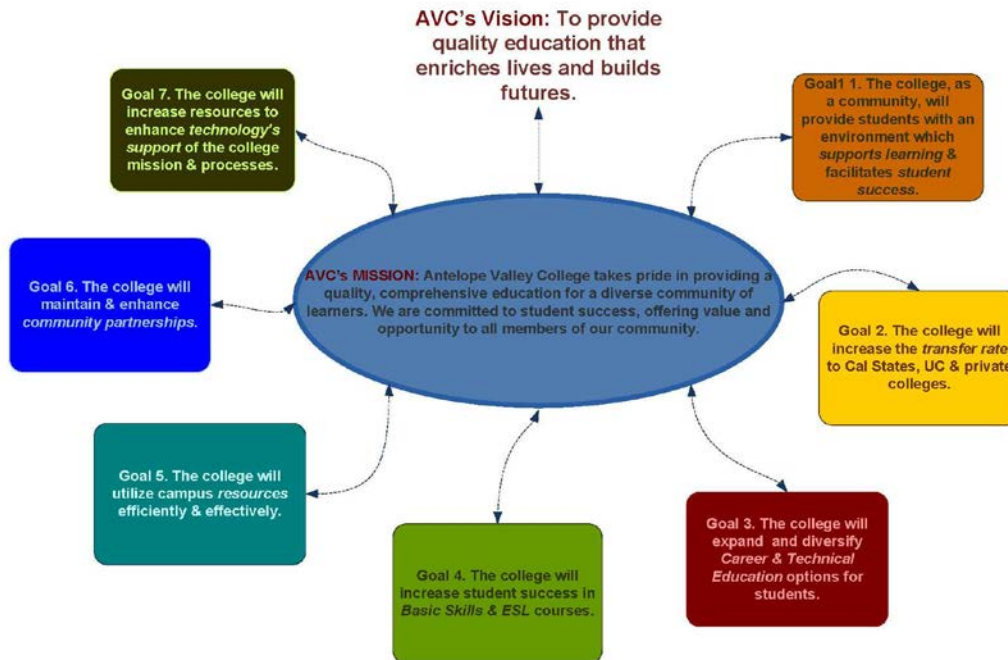 AVC's Vision: To provide
quality education that
enriches lives and builds
futures.
Goal1 1. The college, as
a community, will
provide students with an
environment which
supports learning &
facilitates student
success.
Goal 2. The college will
increase the transfer rate
to Cal States, UC & private
colleges.
Goal 3. The college will
expand and diversify
Career & Technical
Education options for
students.
Goal 4. The college will
increase student success in
Basic Skills & ESL courses.
Goal 5. The college will
utilize campus resources
efficiently & effectively.
Goal 6. The college will
maintain & enhance
community partnerships.
Goal 7. The college will
increase resources to
enhance technology's
support of the college
mission & processes.
AVC's MISSION: Antelope Valley College takes pride in providing a
quality, comprehensive education for a diverse community of
learners. We are committed to student success, offering value and
opportunity to all members of our community.